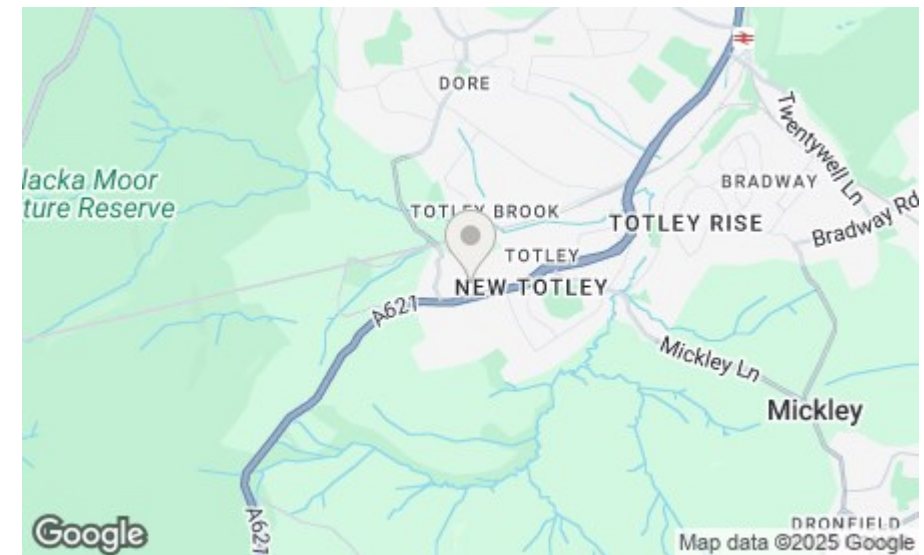 DORE
lacka Moor
ture Reserve
TOTLEY BROOK
BRADWAY
Twentywell Ln
Bradway Rd
TOTLEY RISE
TOTLEY
NEW TOTLEY
A621
Mickley Ln
Mickley
A621
DRONFIELD
Google
Map data ©2025 Google